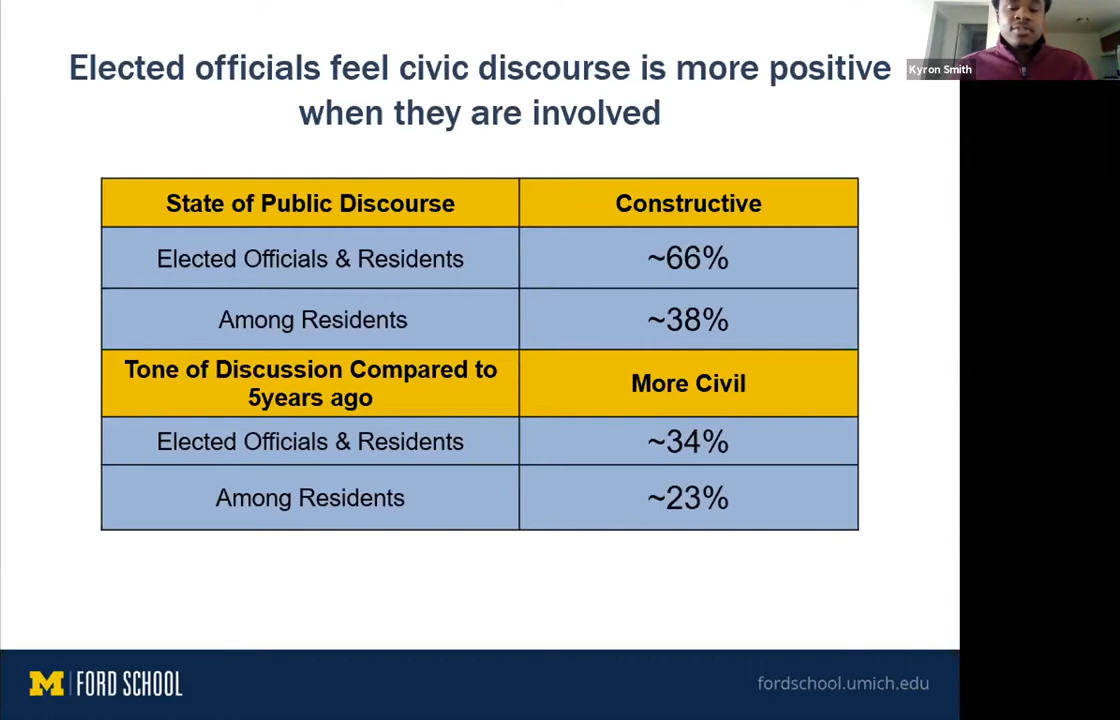 Elected officials feel civic discourse is more positive
when they are involved
Kyron Smith
State of Public Discourse
Constructive
Elected Officials & Residents
~66%
Among Residents
~38%
Tone of Discussion Compared to
5years ago
More Civil
Elected Officials & Residents
~34%
Among Residents
~23%
M FORD SCHOOL
fordschool.umich.edu